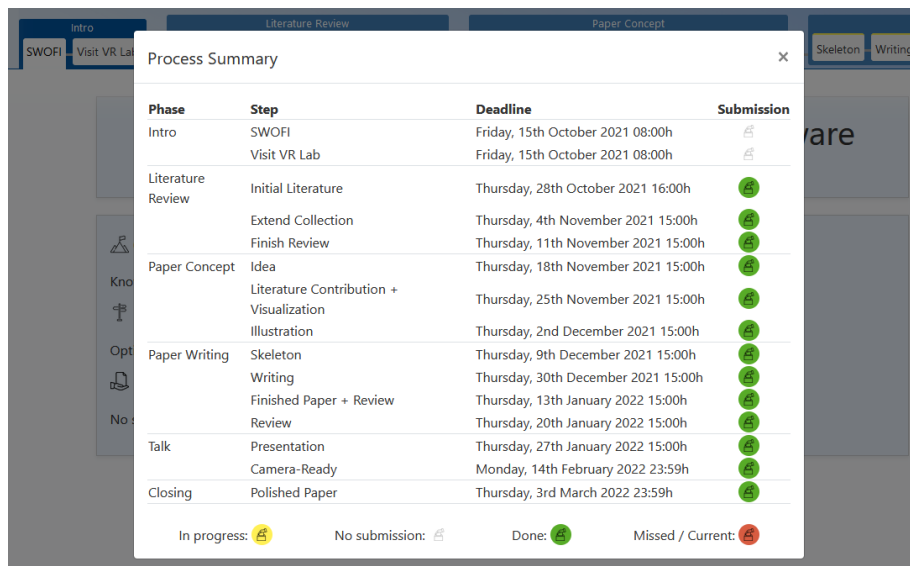 Intro
Literature Review
Paper Concept
SWOFI
Visit VR Lab
Skeleton
Writing
Process Summary
×
Phase Step Deadline Submission
Intro SWOFI Friday, 15th October 2021 08:00h
Visit VR Lab Friday, 15th October 2021 08:00h
Literature Review Initial Literature Thursday, 28th October 2021 16:00h
Extend Collection Thursday, 4th November 2021 15:00h
Finish Review Thursday, 11th November 2021 15:00h
Paper Concept Idea Thursday, 18th November 2021 15:00h
Literature Contribution + Visualization Thursday, 25th November 2021 15:00h
Illustration Thursday, 2nd December 2021 15:00h
Paper Writing Skeleton Thursday, 9th December 2021 15:00h
Writing Thursday, 30th December 2021 15:00h
Finished Paper + Review Thursday, 13th January 2022 15:00h
Review Thursday, 20th January 2022 15:00h
Talk Presentation Thursday, 27th January 2022 15:00h
Camera-Ready Monday, 14th February 2022 23:59h
Closing Polished Paper Thursday, 3rd March 2022 23:59h
In progress: No submission: Done: Missed / Current: